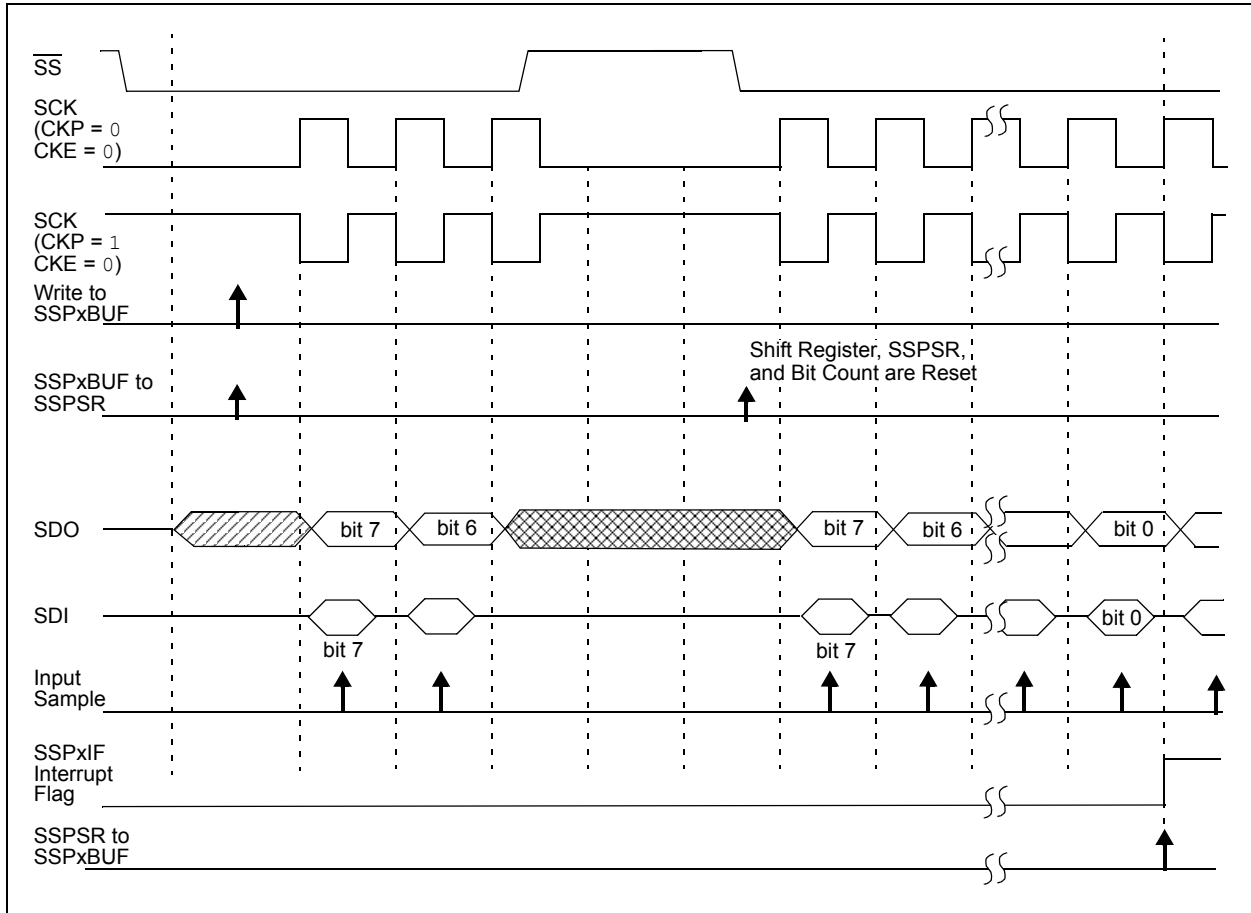 SS
SCK
(CKP = 0
CKE = 0)
SCK
(CKP = 1
CKE = 0)
Write to
SSPxBUF
Shift Register, SSPSR,
and Bit Count are Reset
SSPxBUF to
SSPSR
SDO
bit 7
bit 6
bit 7
bit 6
bit 0
SDI
bit 0
bit 7
bit 7
Input
Sample
SSPxIF
Interrupt
Flag
SSPSR to
SSPxBUF